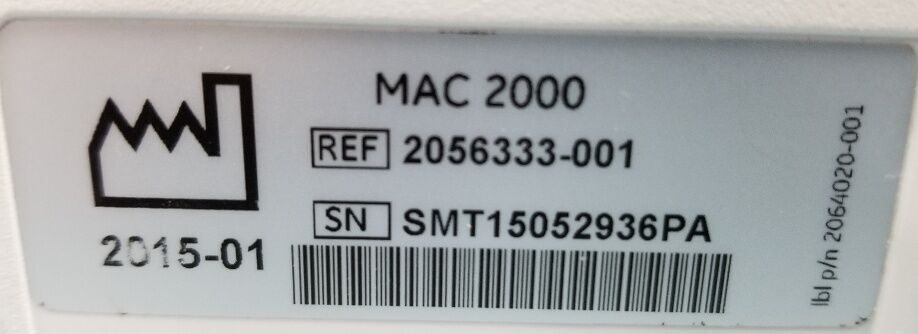 MAC 2000
REF 2056333-001
SN SMT15052936PA
2015-01
lbl p/n 2064020-001